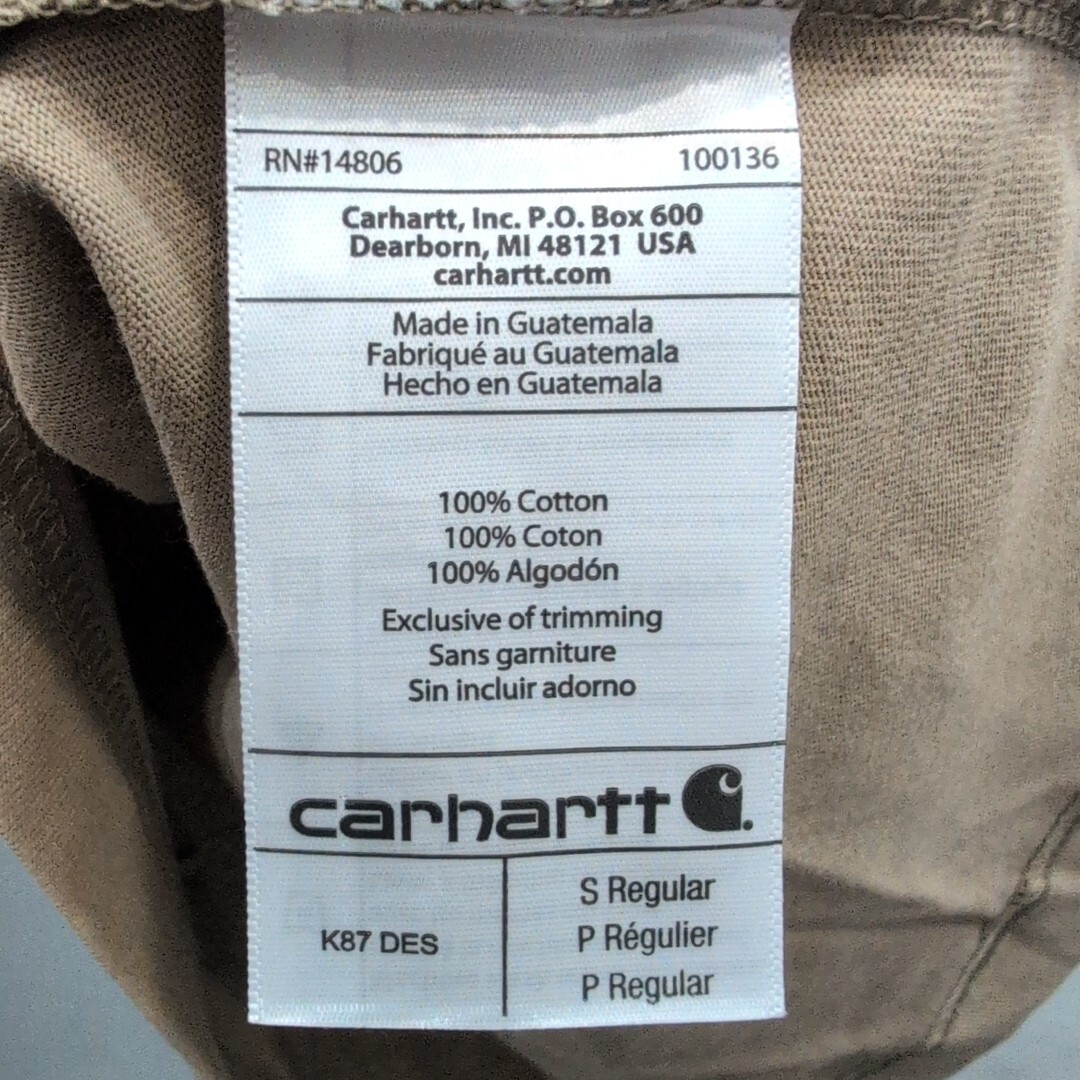 RN#14806 100136
Carhartt, Inc. P.O. Box 600
Dearborn, MI 48121 USA
carhartt.com
Made in Guatemala
Fabriqué au Guatemala
Hecho en Guatemala
100% Cotton
100% Coton
100% Algodón
Exclusive of trimming
Sans garniture
Sin incluir adorno
carhartt
K87 DES
S Regular
P Régulier
P Regular